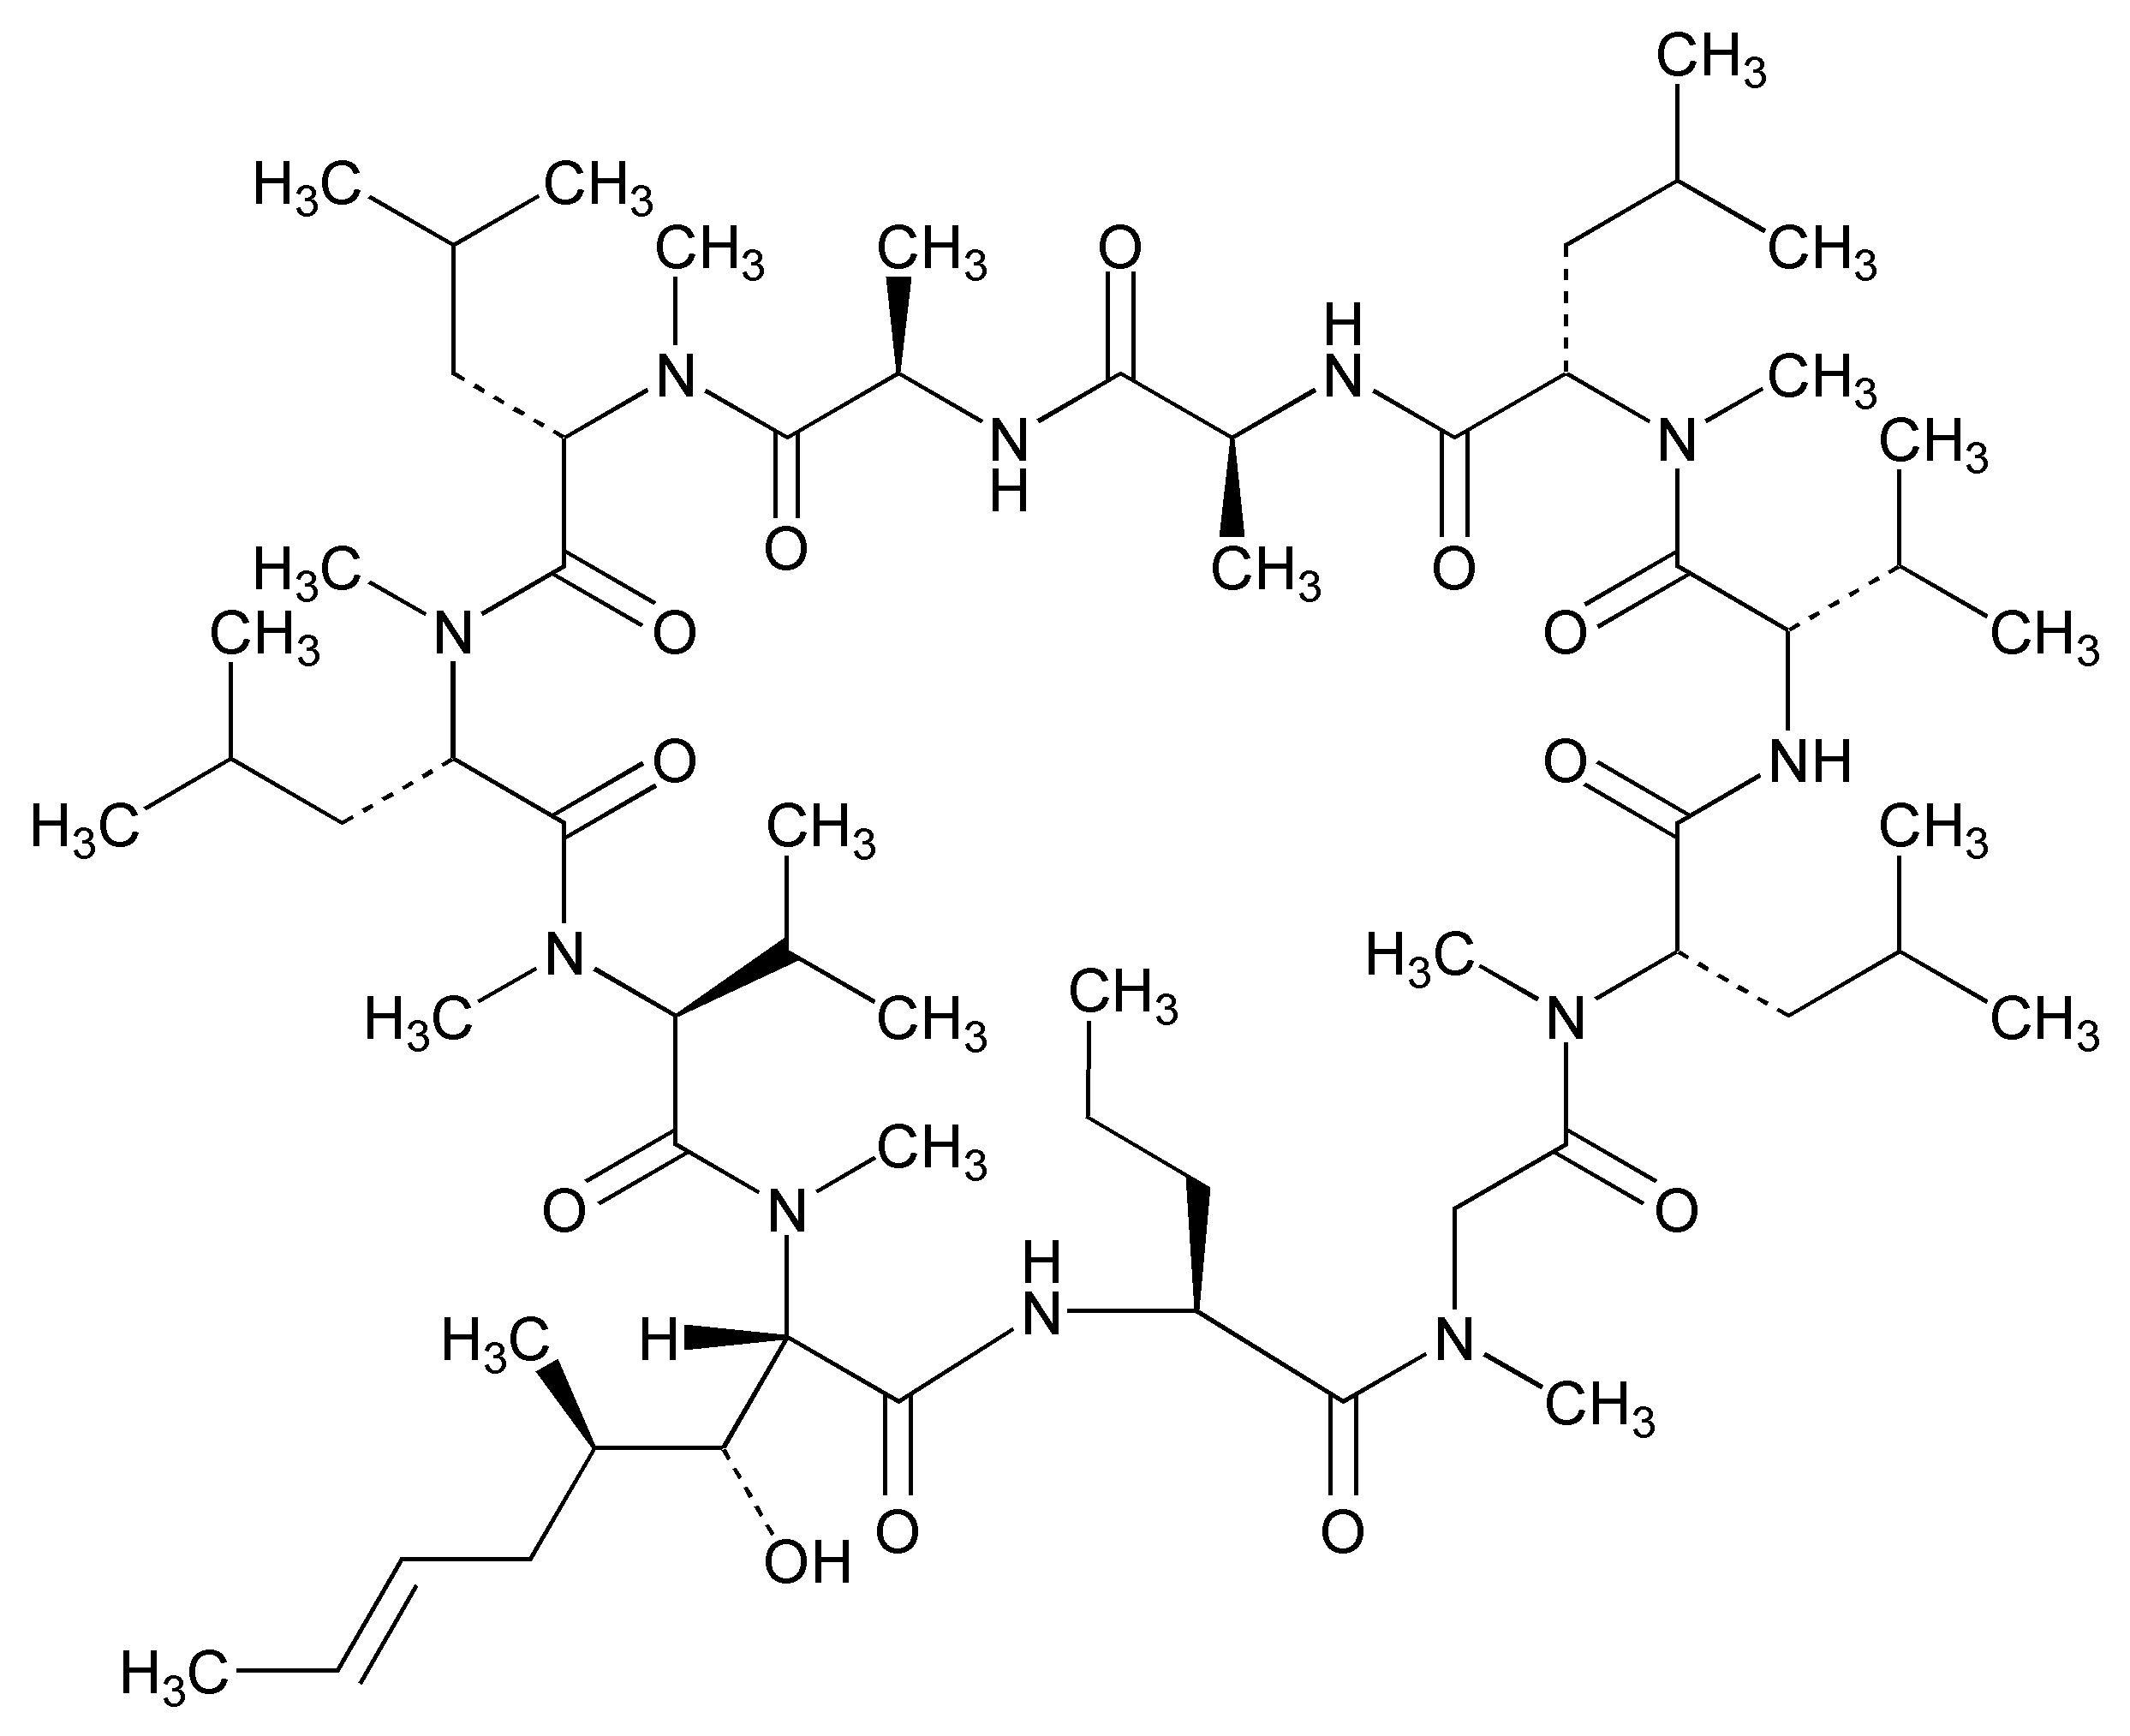 CH3
H3C CH3
CH3 CH3 O CH3
H
N N CH3
N N CH3
H
O O
H3C CH3 O
CH3 N O O CH3
O O NH
H3C CH3 CH3
N H3C
H3C CH3 CH3 N CH3
CH3
O N O
H
H3C H N N
CH3
O O
OH
H3C